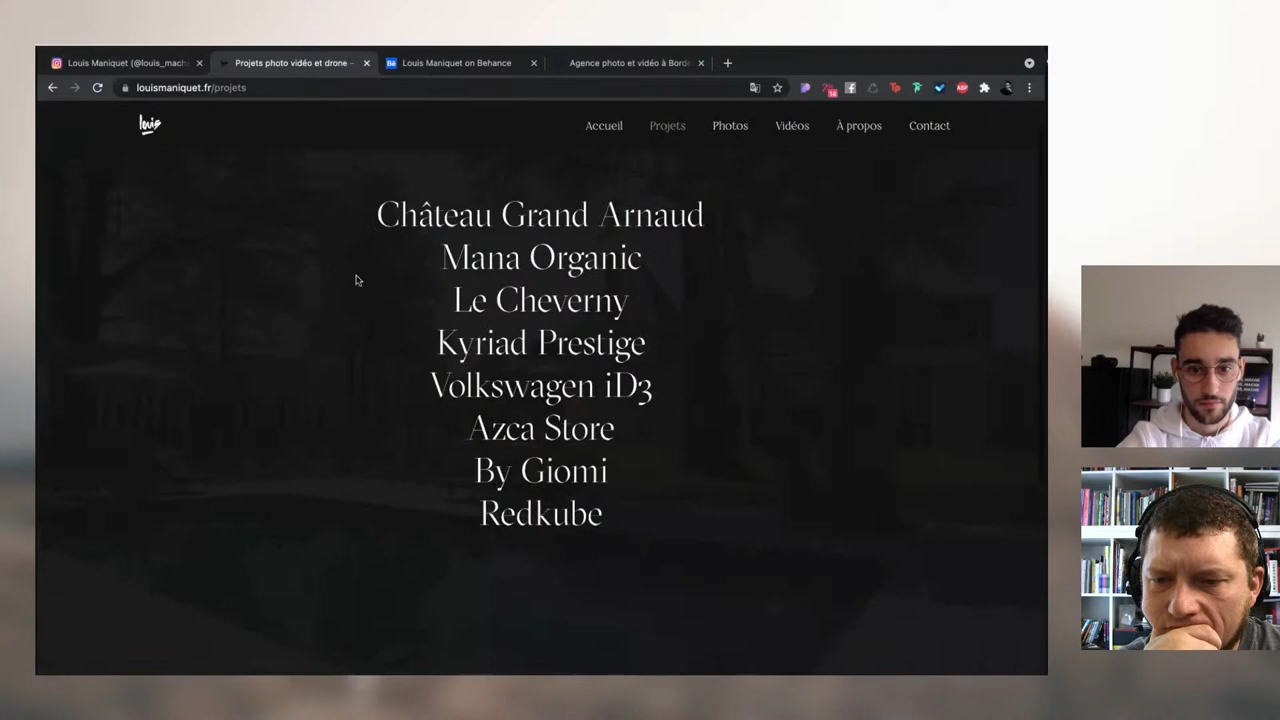 Louis Maniquet (@louis_mach
Projets photo vidéo et drone –
Louis Maniquet on Behance
Agence photo et vidéo à Borde
louismaniquet.fr/projets
louis
Accueil
Projets
Photos
Vidéos
À propos
Contact
Château Grand Arnaud
Mana Organic
Le Cheverny
Kyriad Prestige
Volkswagen iD3
Azca Store
By Giomi
Redkube